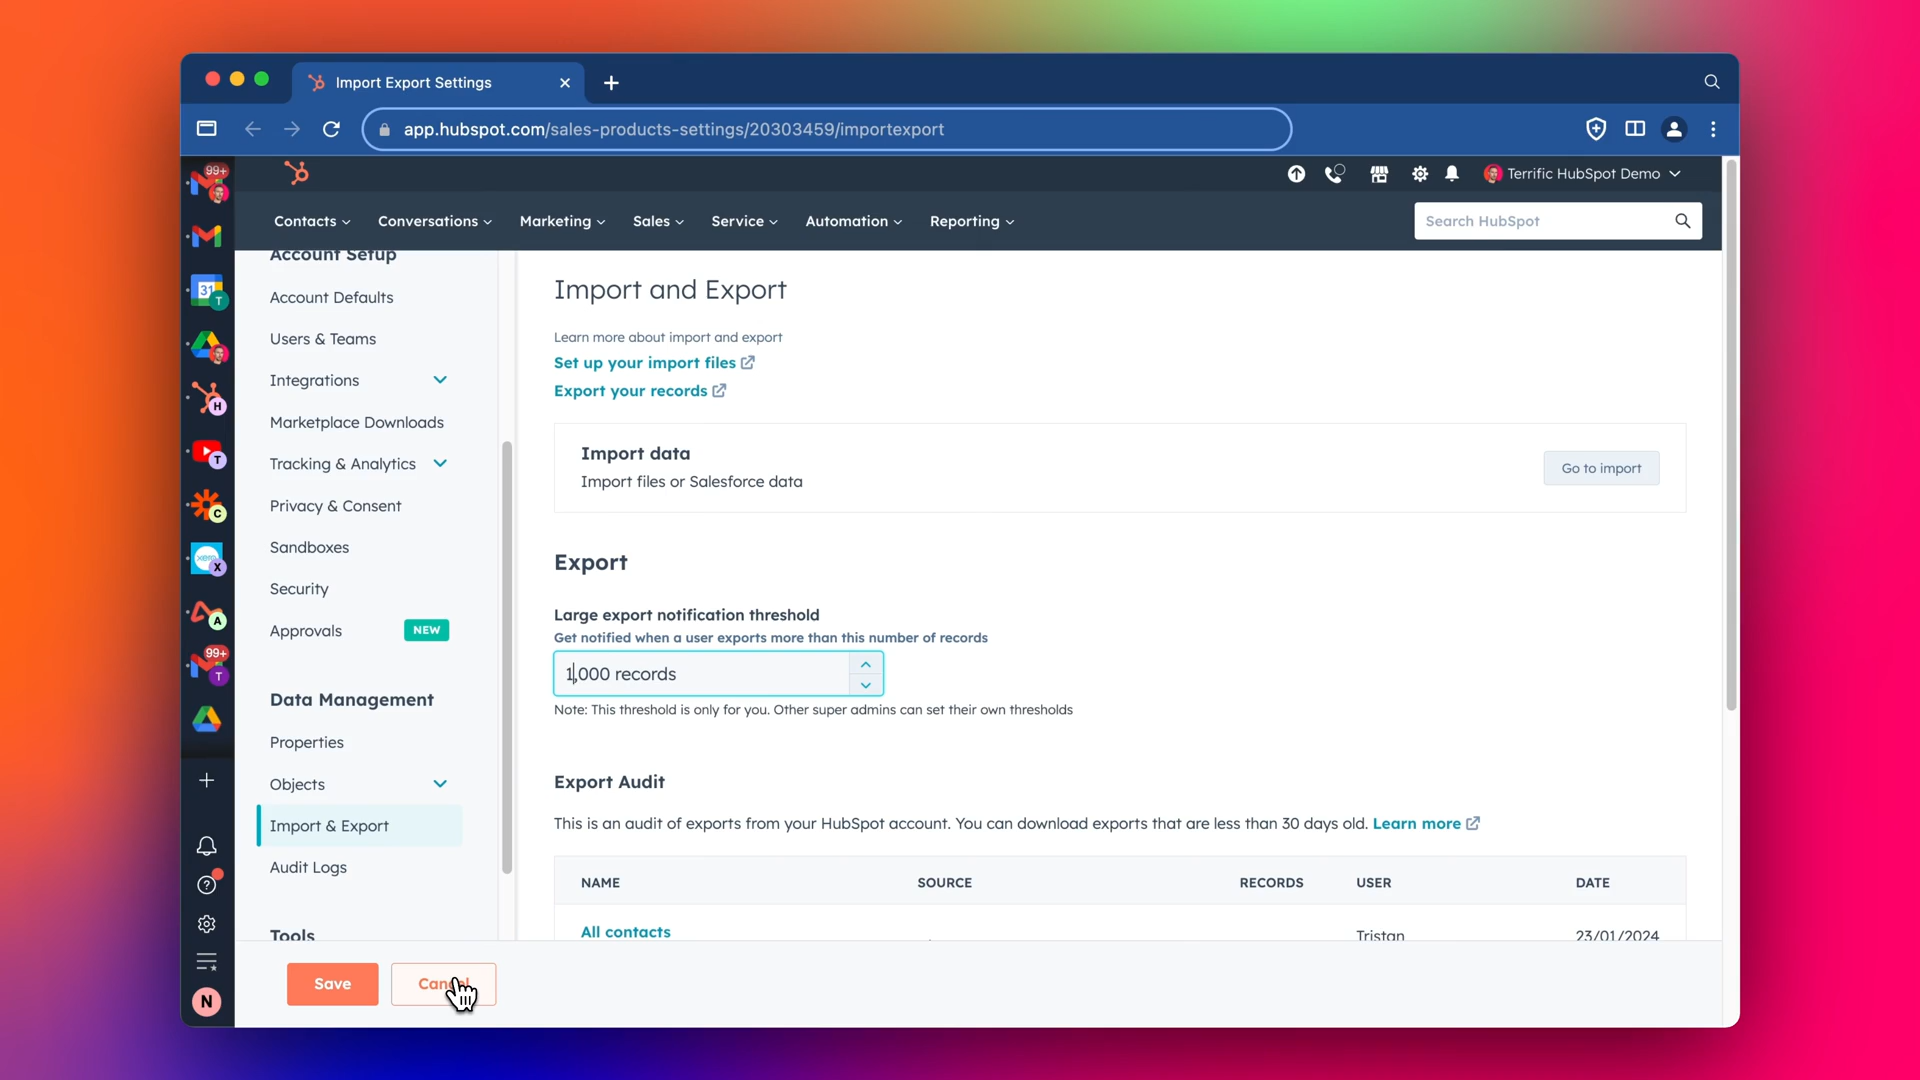 Import Export Settings
app.hubspot.com/sales-products-settings/20303459/importexport
Terrific HubSpot Demo
Contacts
Conversations
Marketing
Sales
Service
Automation
Reporting
Search HubSpot
99+
31
T
H
T
C
xero
X
A
99+
T
N
Account Setup
Account Defaults
Users & Teams
Integrations
Marketplace Downloads
Tracking & Analytics
Privacy & Consent
Sandboxes
Security
Approvals NEW
Data Management
Properties
Objects
Import & Export
Audit Logs
Tools
Import and Export
Learn more about import and export
Set up your import files
Export your records
Import data
Import files or Salesforce data
Go to import
Export
Large export notification threshold
Get notified when a user exports more than this number of records
1,000 records
Note: This threshold is only for you. Other super admins can set their own thresholds
Export Audit
This is an audit of exports from your HubSpot account. You can download exports that are less than 30 days old. Learn more
NAME SOURCE RECORDS USER DATE
All contacts Tristan 23/01/2024
Save
Cancel